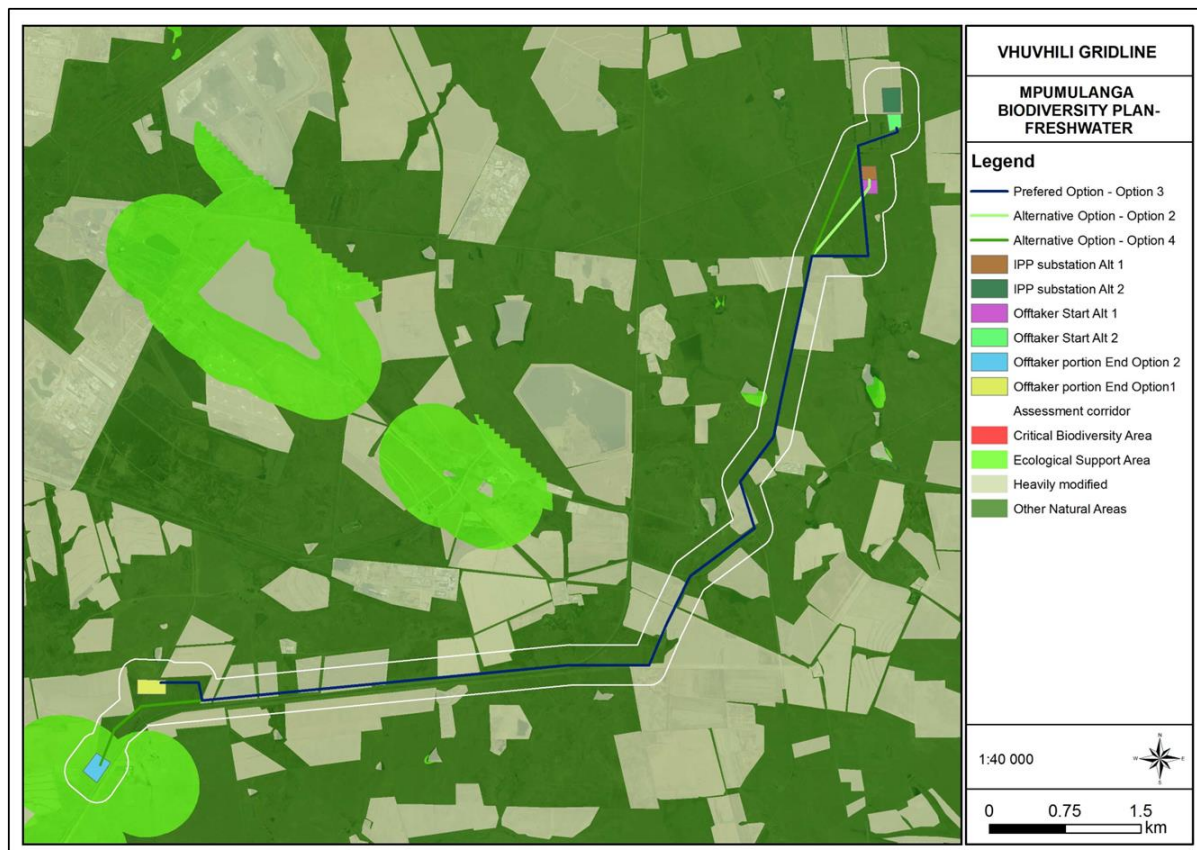 VHUVHILI GRIDLINE
MPUMULANGA
BIODIVERSITY PLAN-
FRESHWATER
Legend
Prefered Option - Option 3
Alternative Option - Option 2
Alternative Option - Option 4
IPP substation Alt 1
IPP substation Alt 2
Offtaker Start Alt 1
Offtaker Start Alt 2
Offtaker portion End Option 2
Offtaker portion End Option1
Assessment corridor
Critical Biodiversity Area
Ecological Support Area
Heavily modified
Other Natural Areas
1:40 000
N
W E
S
0 0.75 1.5
km